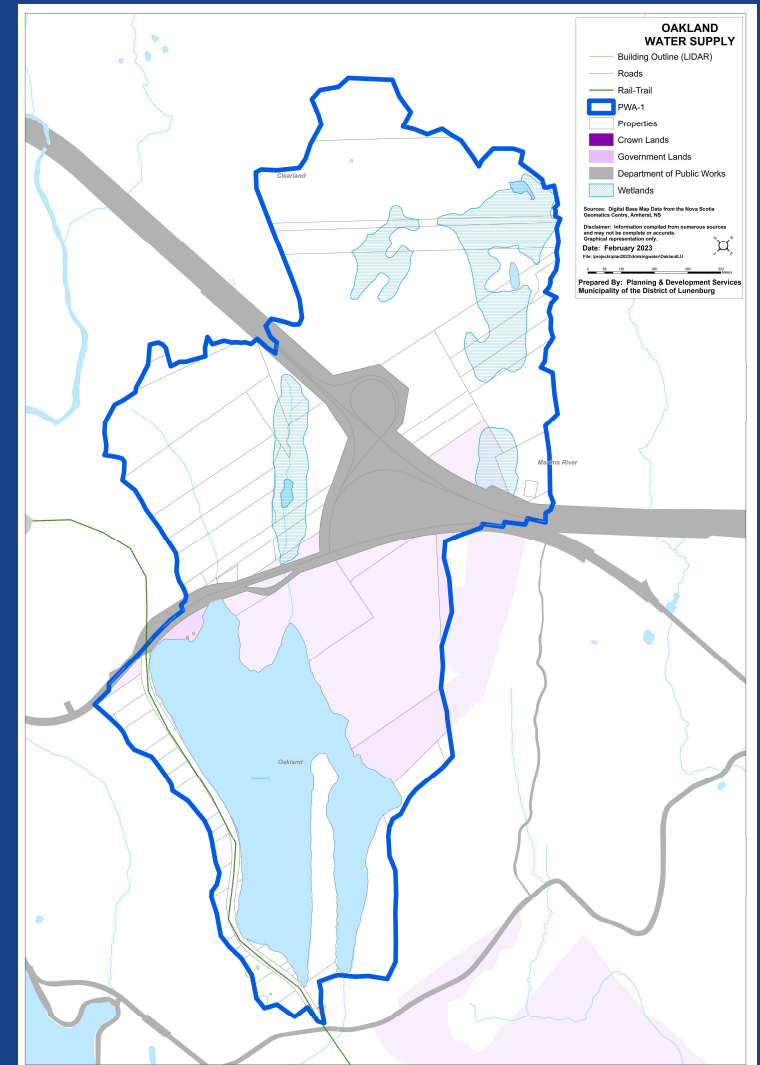 OAKLAND
WATER SUPPLY
Building Outline (LIDAR)
Roads
Rail-Trail
PWA-1
Properties
Crown Lands
Government Lands
Department of Public Works
Wetlands
Sources: Digital Base Map Data from the Nova Scotia
Geomatics Centre, Amherst, NS
Disclaimer: Information compiled from numerous sources
and may not be complete or accurate.
Graphical representation only.
Date: February 2023
Prepared By: Planning & Development Services
Municipality of the District of Lunenburg
Clearland
Martins River
Oakland